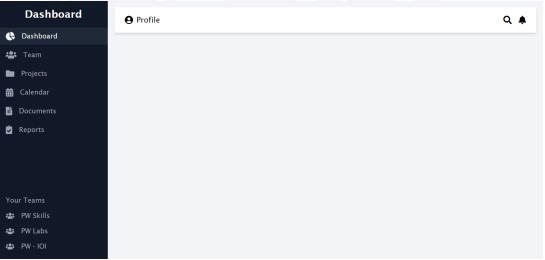 Dashboard
Dashboard
Team
Projects
Calendar
Documents
Reports
Your Teams
PW Skills
PW Labs
PW - IOI
Profile